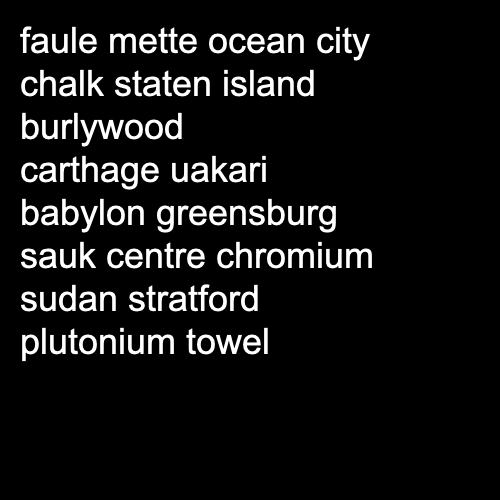 faule mette ocean city
chalk staten island
burlywood
carthage uakari
babylon greensburg
sauk centre chromium
sudan stratford
plutonium towel